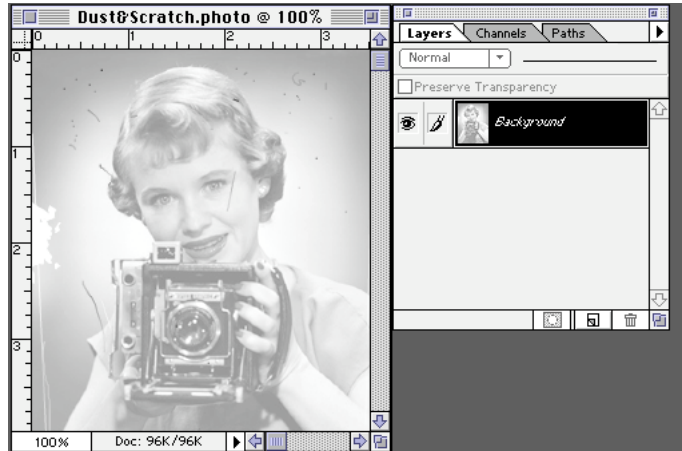 Dust&Scratch.photo @ 100%
0 1 2 3
0
1
2
3
100% Doc: 96K/96K
Layers Channels Paths
Normal
Preserve Transparency
Background